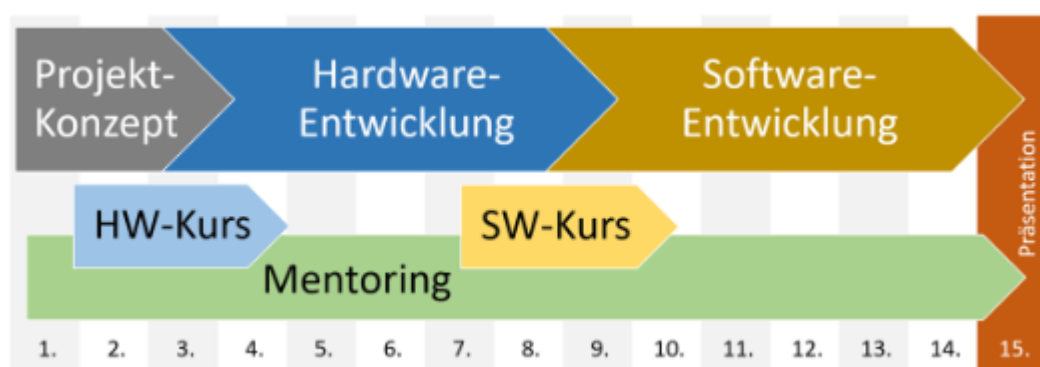 Projekt-
Konzept
Hardware-
Entwicklung
Software-
Entwicklung
HW-Kurs
SW-Kurs
Mentoring
Präsentation
1. 2. 3. 4. 5. 6. 7. 8. 9. 10. 11. 12. 13. 14. 15.